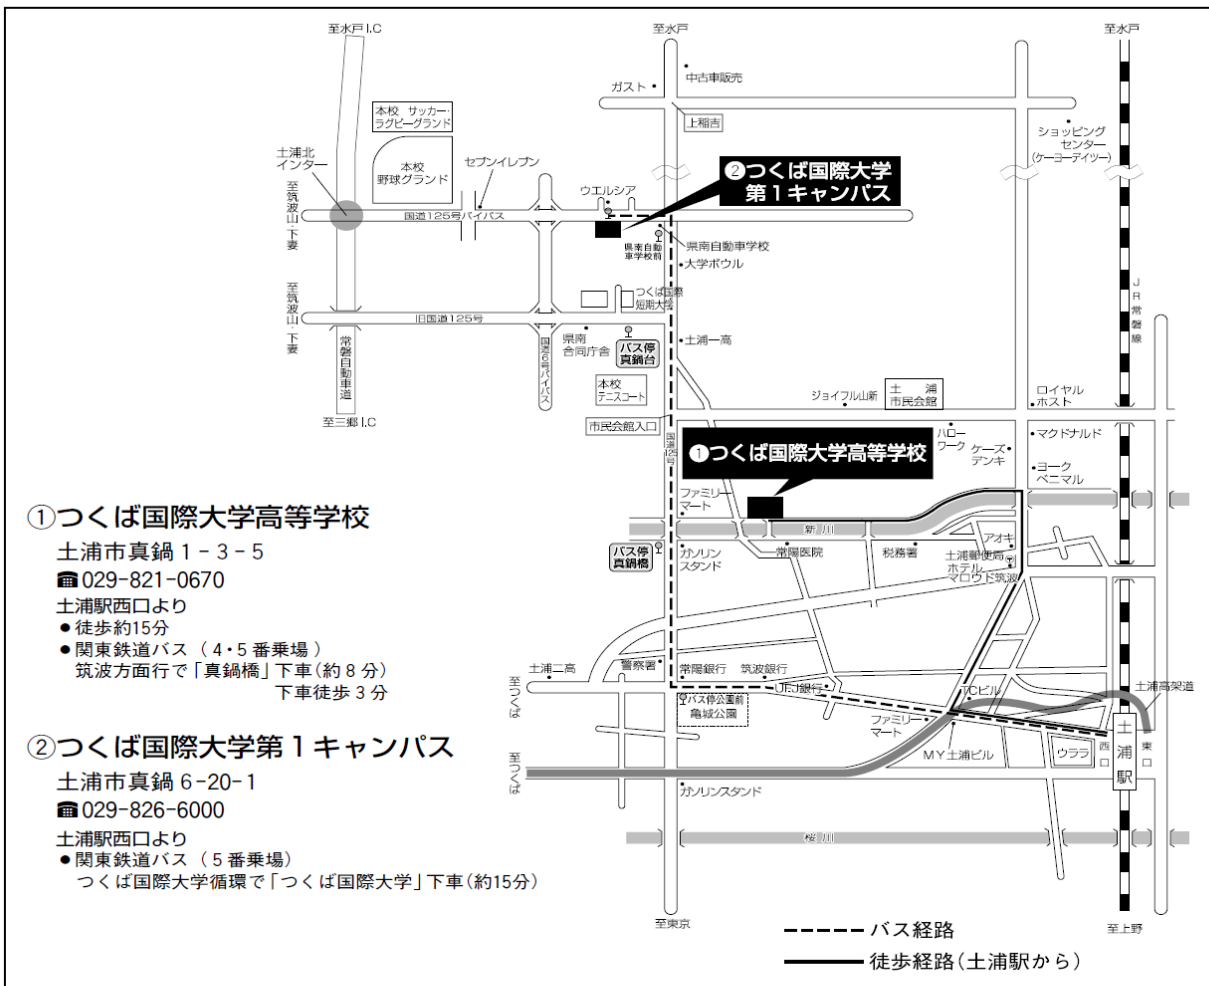 至水戸 I.C
至水戸
至水戸
ガスト
中古車販売
本校 サッカー・
ラグビーグランド
上稲吉
ショッピング
センター
(ケーヨーデイツー)
土浦北
インター
本校
野球グランド
セブンイレブン
ウエルシア
❷つくば国際大学
第1キャンパス
至筑波山・下妻
国道125号バイパス
県南自動
車学校前
県南自動車学校
大学ボウル
至筑波山・下妻
つくば国際
短期大学
JR常磐線
旧国道125号
常磐自動車道
国道6号バイパス
県南
合同庁舎
バス停
真鍋台
土浦一高
本校
テニスコート
ジョイフル山新
土浦
市民会館
ロイヤル
ホスト
至三郷I.C
市民会館入口
国道125号
ハロー
ワーク
ケーズ
デンキ
マクドナルド
❶つくば国際大学高等学校
ヨーク
ベニマル
ファミリー
マート
新川
①つくば国際大学高等学校
土浦市真鍋1-3-5
☎029-821-0670
土浦駅西口より
●徒歩約15分
●関東鉄道バス(4・5番乗場)
筑波方面行で「真鍋橋」下車(約8分)
下車徒歩3分
バス停
真鍋橋
ガソリン
スタンド
常陽医院
税務署
アオキ
土浦郵便局
ホテル
マロウド筑波
土浦二高
警察署
常陽銀行
筑波銀行
UFJ銀行
TCビル
土浦高架道
至つくば
バス停公園前
亀城公園
ファミリー
マート
MY土浦ビル
ウララ
西口
土浦駅
東口
②つくば国際大学第1キャンパス
土浦市真鍋6-20-1
☎029-826-6000
土浦駅西口より
●関東鉄道バス(5番乗場)
つくば国際大学循環で「つくば国際大学」下車(約15分)
至つくば
ガソリンスタンド
桜川
至東京
至上野
バス経路
徒歩経路(土浦駅から)